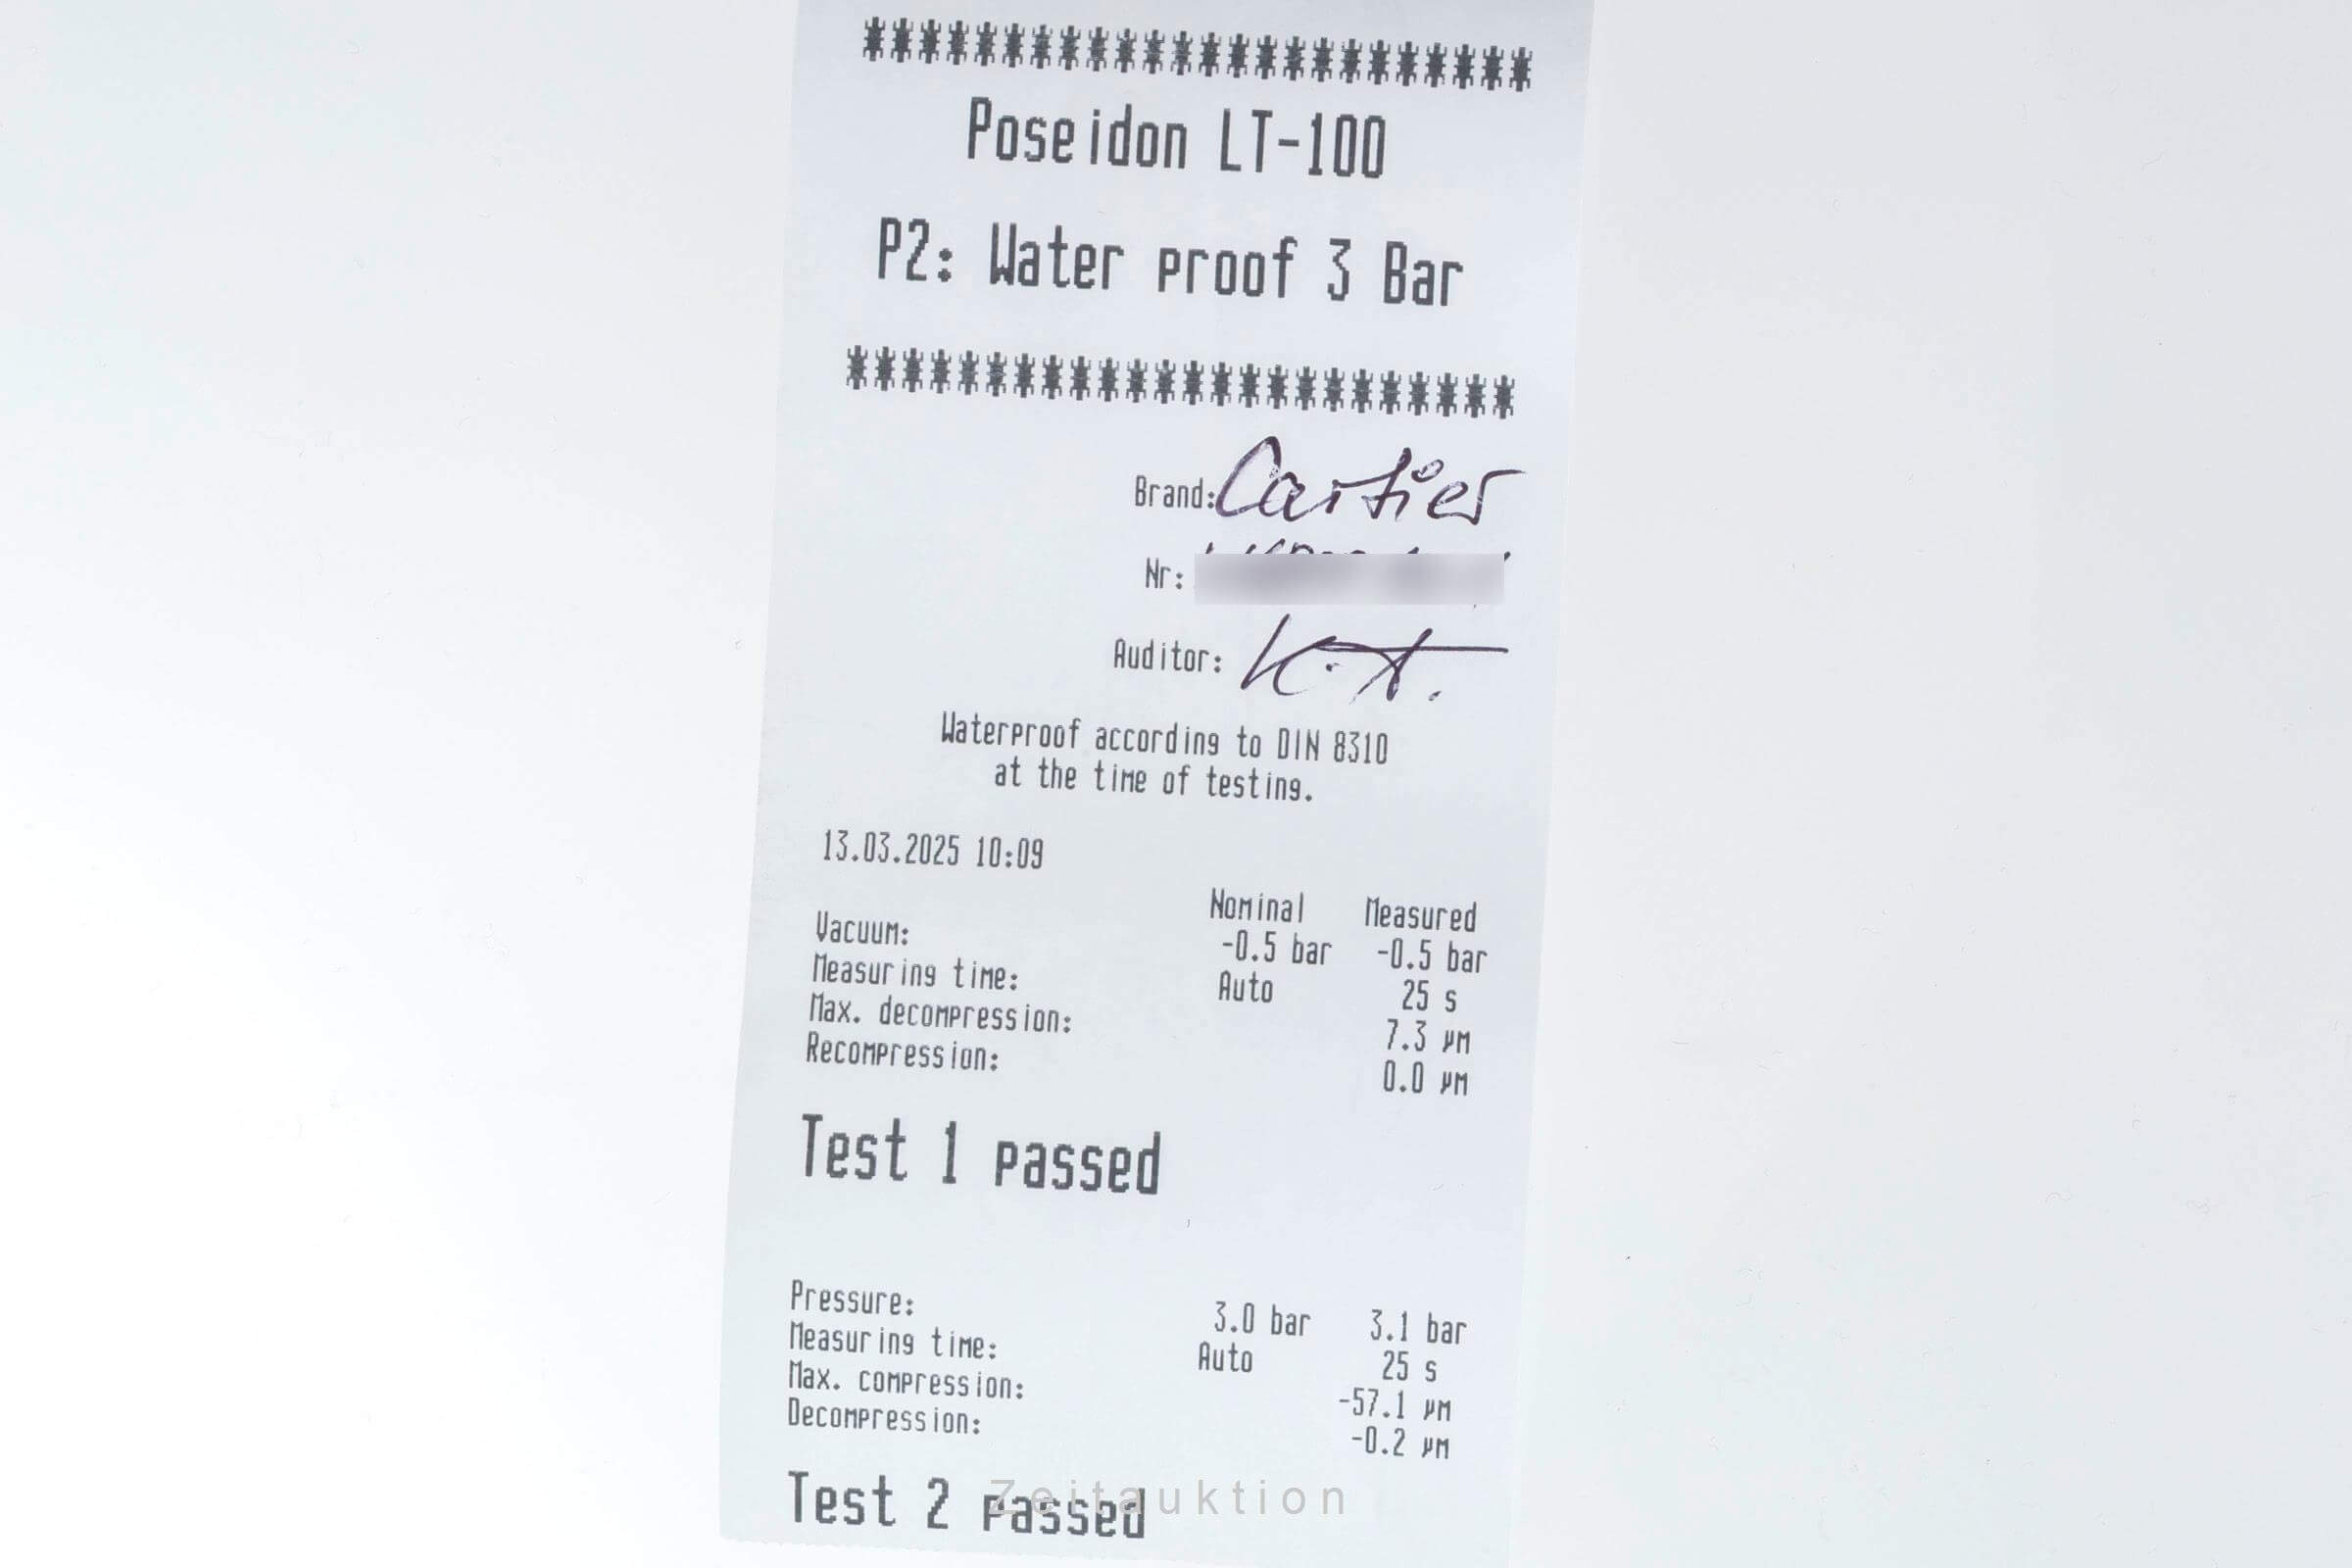 ************************
Poseidon LT-100
P2: Water proof 3 Bar
************************
Brand: Cartier
Nr:
Auditor: K.A.
Waterproof according to DIN 8310
at the time of testing.
13.03.2025 10:09
Nominal Measured
Vacuum: -0.5 bar -0.5 bar
Measuring time: Auto 25 s
Max. decompression: 7.3 µm
Recompression: 0.0 µm
Test 1 passed
Pressure: 3.0 bar 3.1 bar
Measuring time: Auto 25 s
Max. compression: -57.1 µm
Decompression: -0.2 µm
Test 2 passed
Zeitauktion